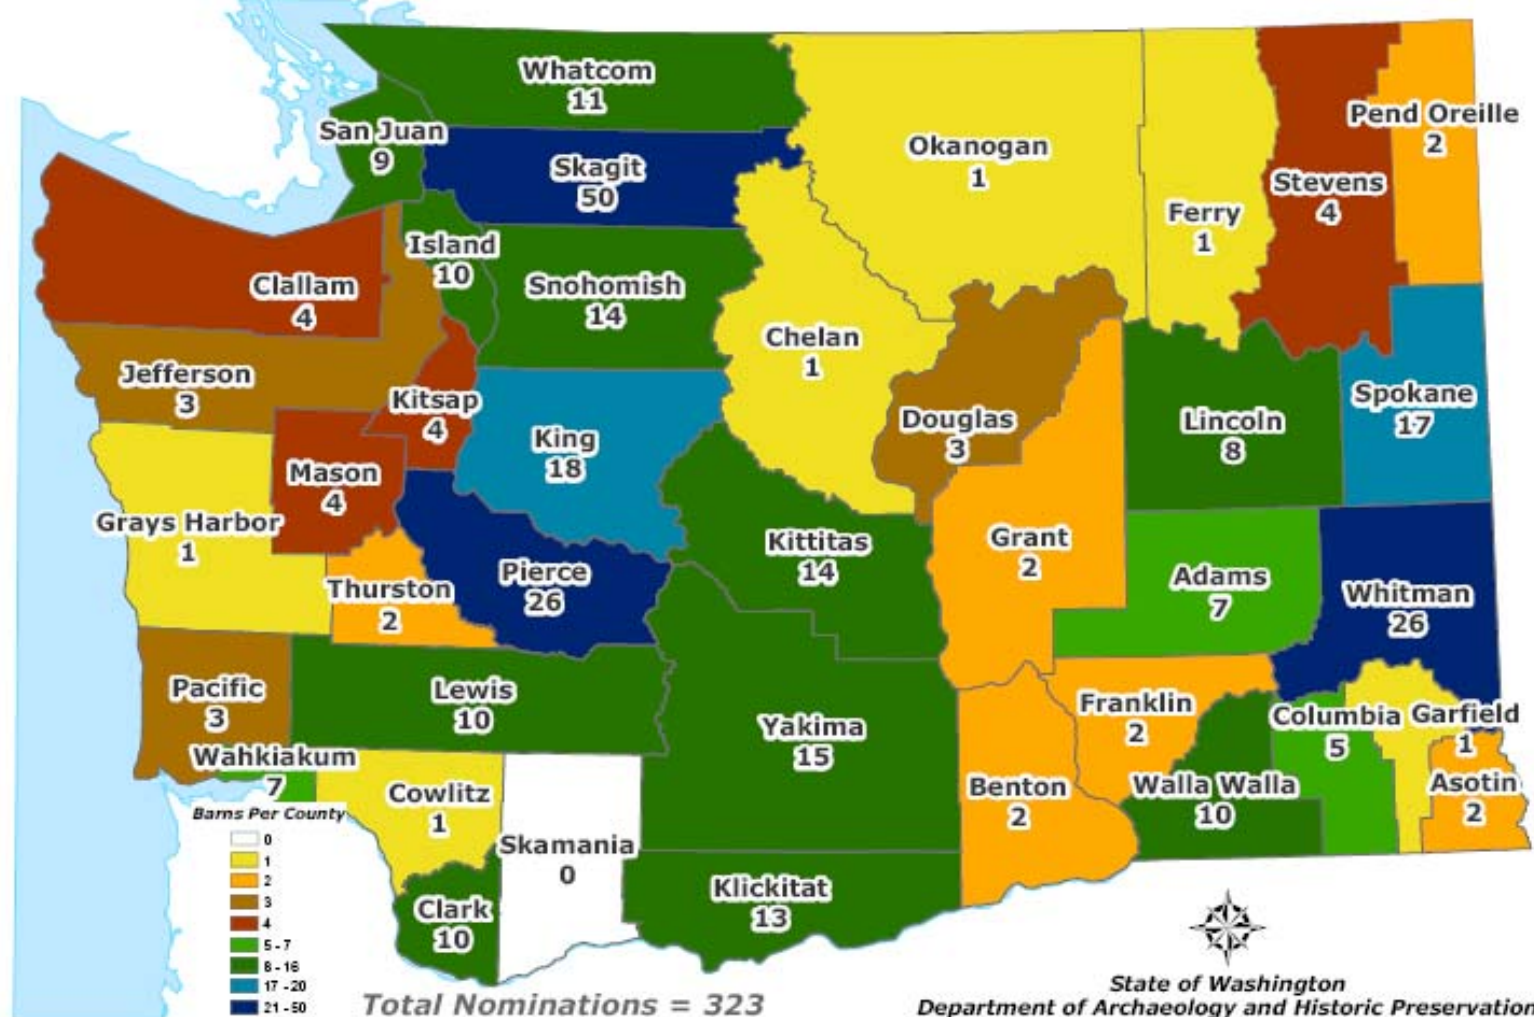 Whatcom
11
San Juan
9
Skagit
50
Okanogan
1
Ferry
1
Stevens
4
Pend Oreille
2
Clallam
4
Island
10
Snohomish
14
Chelan
1
Jefferson
3
Kitsap
4
King
18
Douglas
3
Lincoln
8
Spokane
17
Mason
4
Grays Harbor
1
Thurston
2
Pierce
26
Kittitas
14
Grant
2
Adams
7
Whitman
26
Pacific
3
Lewis
10
Yakima
15
Franklin
2
Columbia
5
Garfield
1
Wahkiakum
7
Cowlitz
1
Skamania
0
Benton
2
Walla Walla
10
Asotin
2
Clark
10
Klickitat
13
Barns Per County
0
1
2
3
4
5 - 7
8 - 16
17 - 20
21 - 50
Total Nominations = 323
State of Washington
Department of Archaeology and Historic Preservation